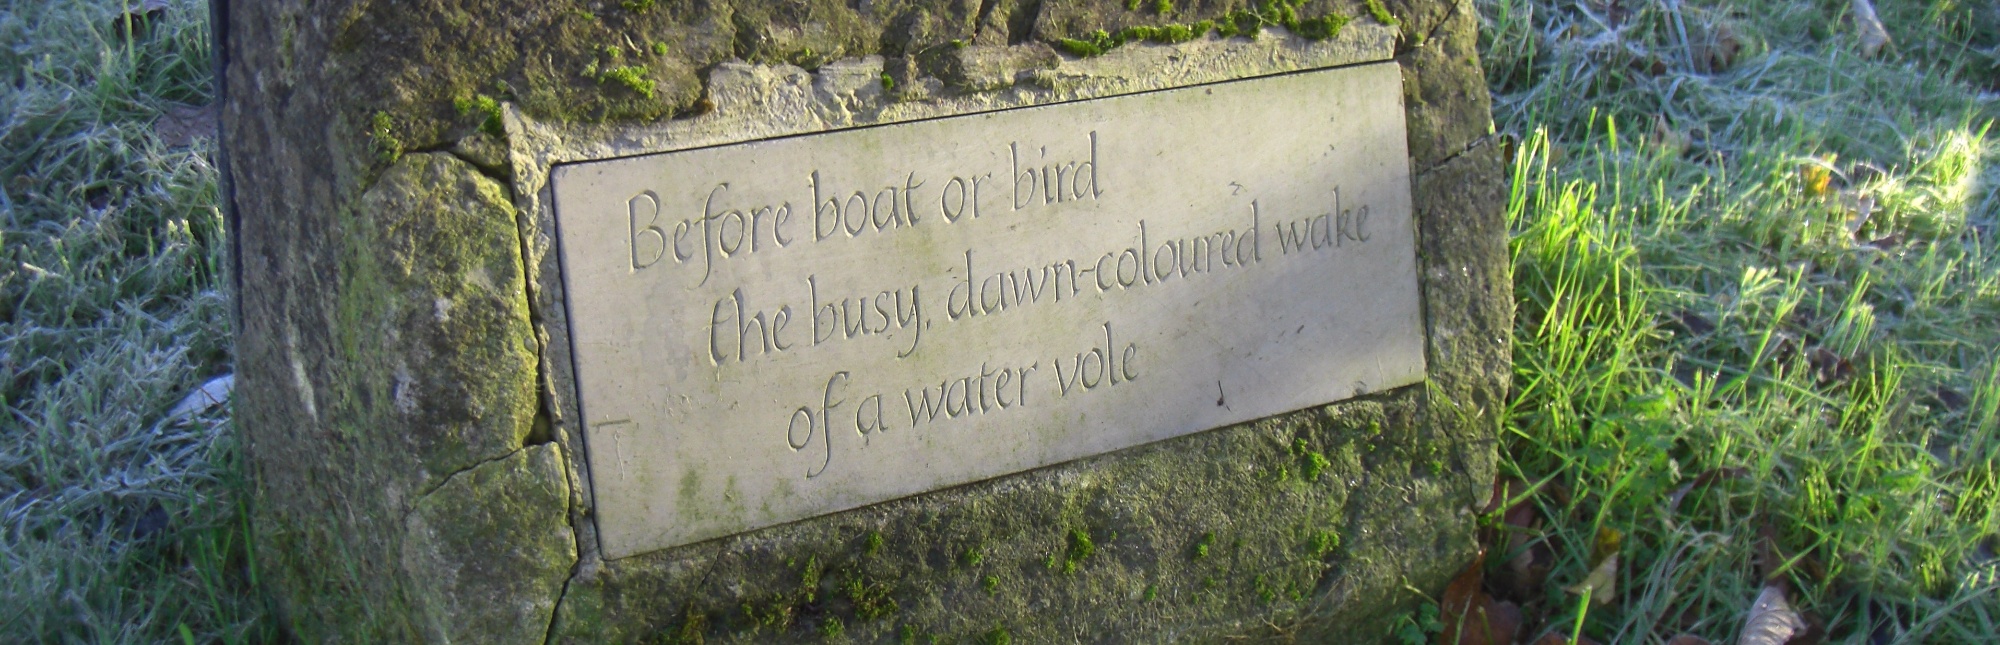 Before boat or bird
the busy, dawn-coloured wake
of a water vole